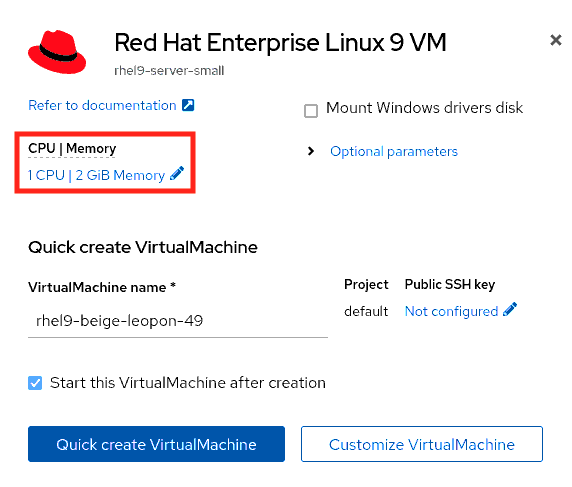 Red Hat Enterprise Linux 9 VM
rhel9-server-small
Refer to documentation
Mount Windows drivers disk
CPU | Memory
1 CPU | 2 GiB Memory
Optional parameters
Quick create VirtualMachine
VirtualMachine name *
rhel9-beige-leopon-49
Project
default
Public SSH key
Not configured
Start this VirtualMachine after creation
Quick create VirtualMachine
Customize VirtualMachine